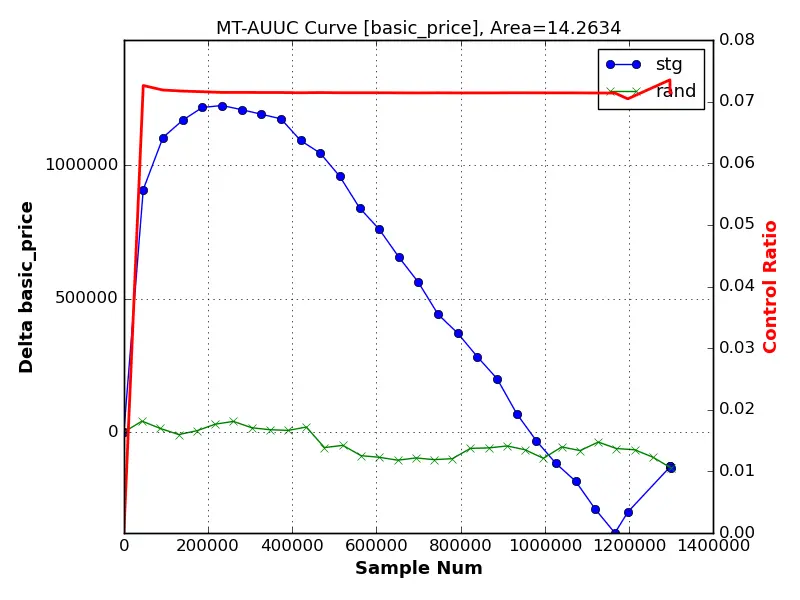 MT-AUUC Curve [basic_price], Area=14.2634
stg
rand
1000000
500000
0
Delta basic_price
0.08
0.07
0.06
0.05
0.04
0.03
0.02
0.01
0.00
Control Ratio
0 200000 400000 600000 800000 1000000 1200000 1400000
Sample Num